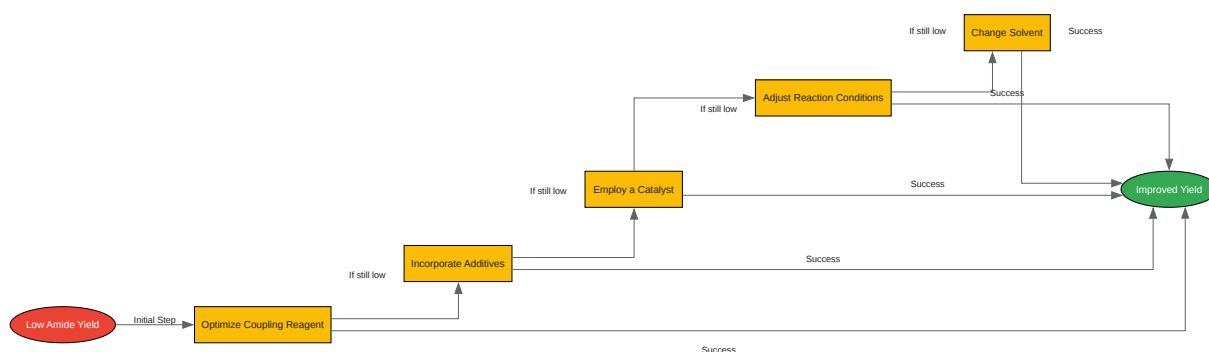 If still low
Change Solvent
Success
Adjust Reaction Conditions
Success
If still low
If still low
Employ a Catalyst
Success
Improved Yield
Incorporate Additives
Success
If still low
Low Amide Yield
Initial Step
Optimize Coupling Reagent
Success